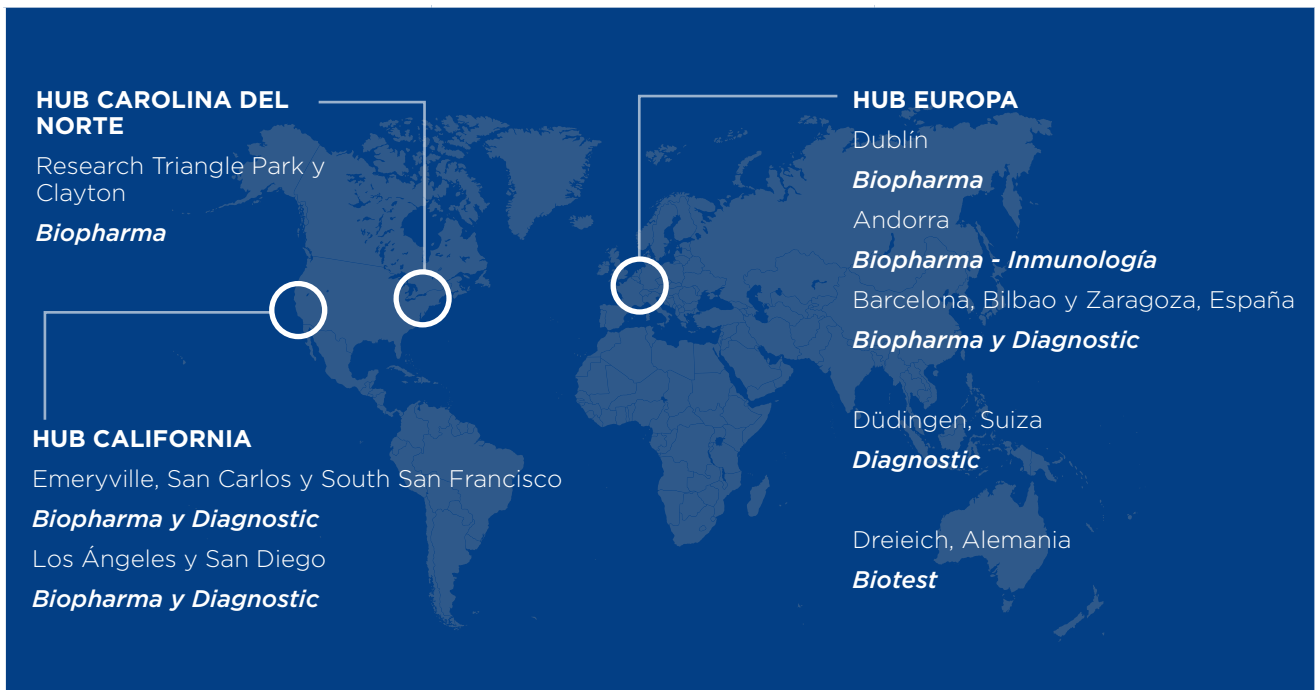 HUB CAROLINA DEL
NORTE
Research Triangle Park y
Clayton
Biopharma
HUB CALIFORNIA
Emeryville, San Carlos y South San Francisco
Biopharma y Diagnostic
Los Ángeles y San Diego
Biopharma y Diagnostic
HUB EUROPA
Dublín
Biopharma
Andorra
Biopharma - Inmunología
Barcelona, Bilbao y Zaragoza, España
Biopharma y Diagnostic
Düdingen, Suiza
Diagnostic
Dreieich, Alemania
Biotest